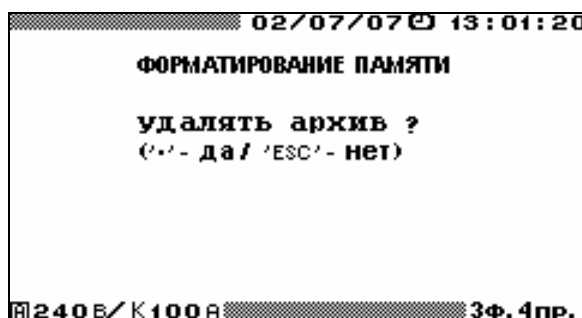 02/07/07 13:01:20
ФОРМАТИРОВАНИЕ ПАМЯТИ
удалять архив ?
('·'- да / 'ESC'- нет)
А 240В/К100А 3ф.4пр.